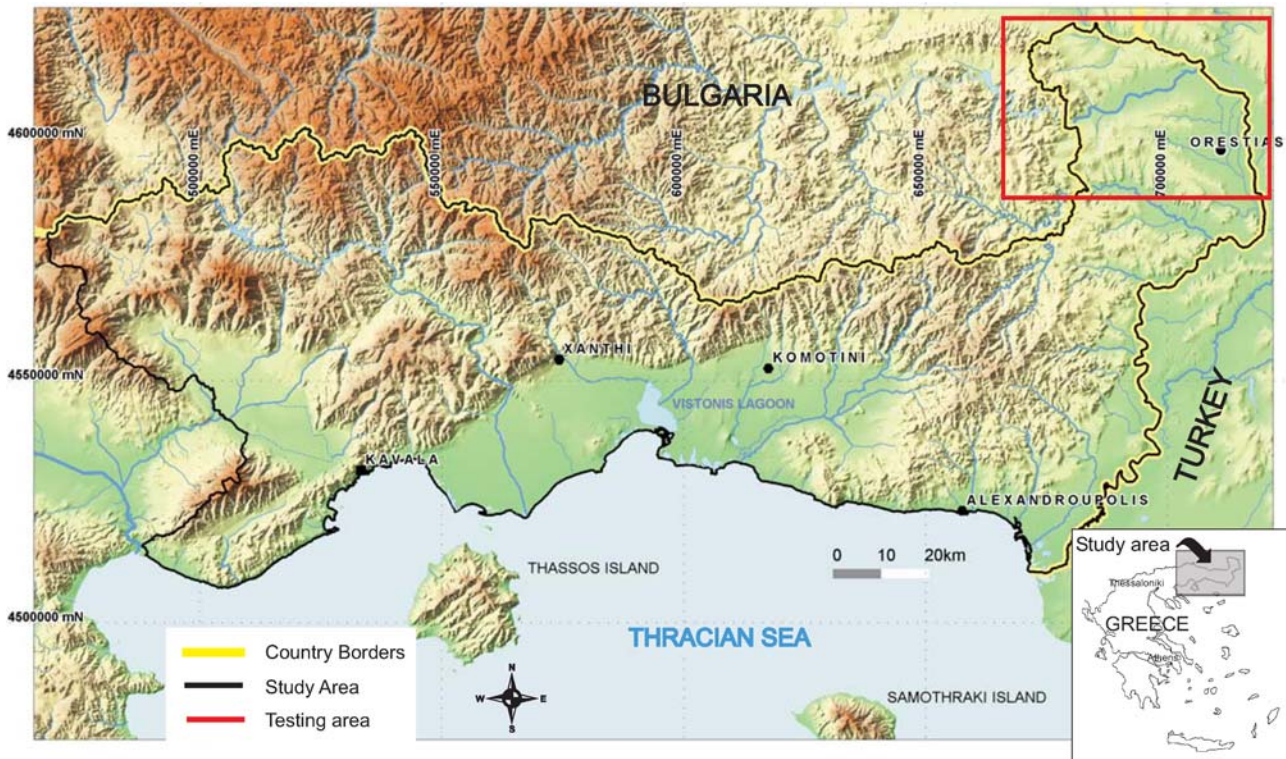 BULGARIA
4600000 mN
500000 mE
550000 mE
600000 mE
650000 mE
700000 mE
ORESTIAS
XANTHI
KOMOTINI
4550000 mN
VISTONIS LAGOON
TURKEY
KAVALA
ALEXANDROUPOLIS
0 10 20km
THASSOS ISLAND
4500000 mN
THRACIAN SEA
SAMOTHRAKI ISLAND
Country Borders
Study Area
Testing area
N
W E
S
Study area
Thessaloniki
GREECE
Athens